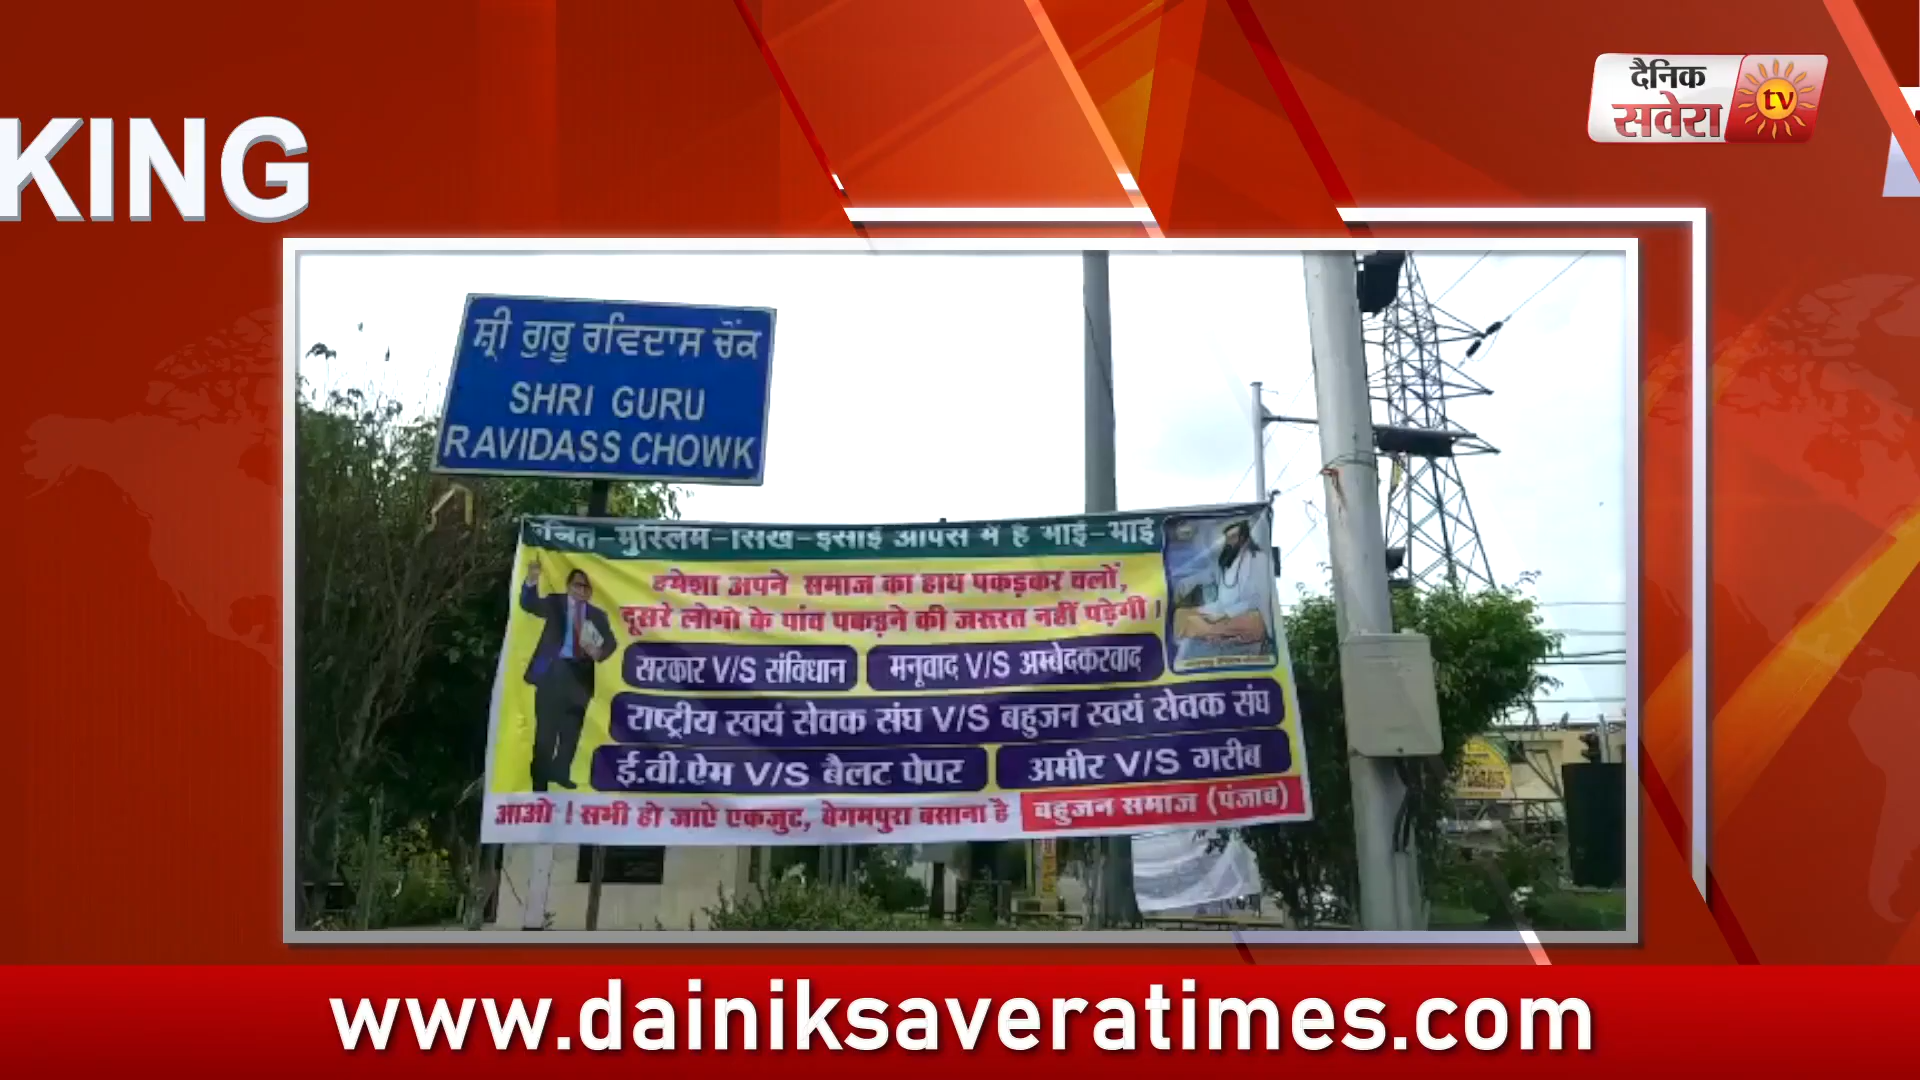 दैनिक
सवेरा
tv
KING
ਸ਼੍ਰੀ ਗੁਰੂ ਰਵਿਦਾਸ ਚੌਂਕ
SHRI GURU
RAVIDASS CHOWK
मुस्लिम-सिख-इसाई आपस में है भाई-भाई
हमेशा अपने समाज का हाथ पकड़कर चलों,
दूसरे लोगो के पांव पकड़ने की जरूरत नहीं पड़ेगी।
सरकार V/S संविधान
मनूवाद V/S अम्बेदकरवाद
राष्ट्रीय स्वयं सेवक संघ V/S बहुजन स्वयं सेवक संघ
ई.वी.ऐम V/S बैलट पेपर
अमीर V/S गरीब
आओ ! सभी हो जाऐ एकजुट, बेगमपुरा बसाना है
बहुजन समाज (पंजाब)
www.dainiksaveratimes.com